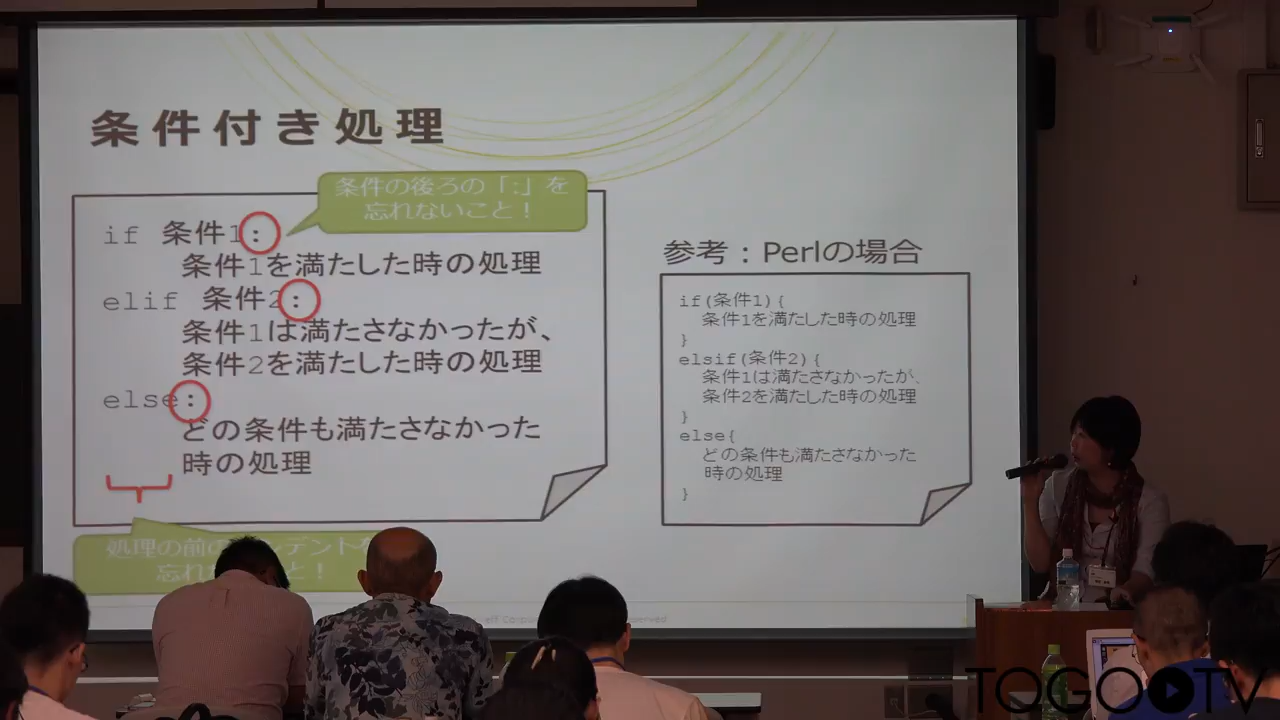 条件付き処理
条件の後ろの「:」を
忘れないこと！
if 条件1:
条件1を満たした時の処理
elif 条件2:
条件1は満たさなかったが、
条件2を満たした時の処理
else:
どの条件も満たさなかった
時の処理
処理の前の
忘れ
！
参考：Perlの場合
if(条件1){
条件1を満たした時の処理
}
elsif(条件2){
条件1は満たさなかったが、
条件2を満たした時の処理
}
else{
どの条件も満たさなかった
時の処理
}
TOGOTV